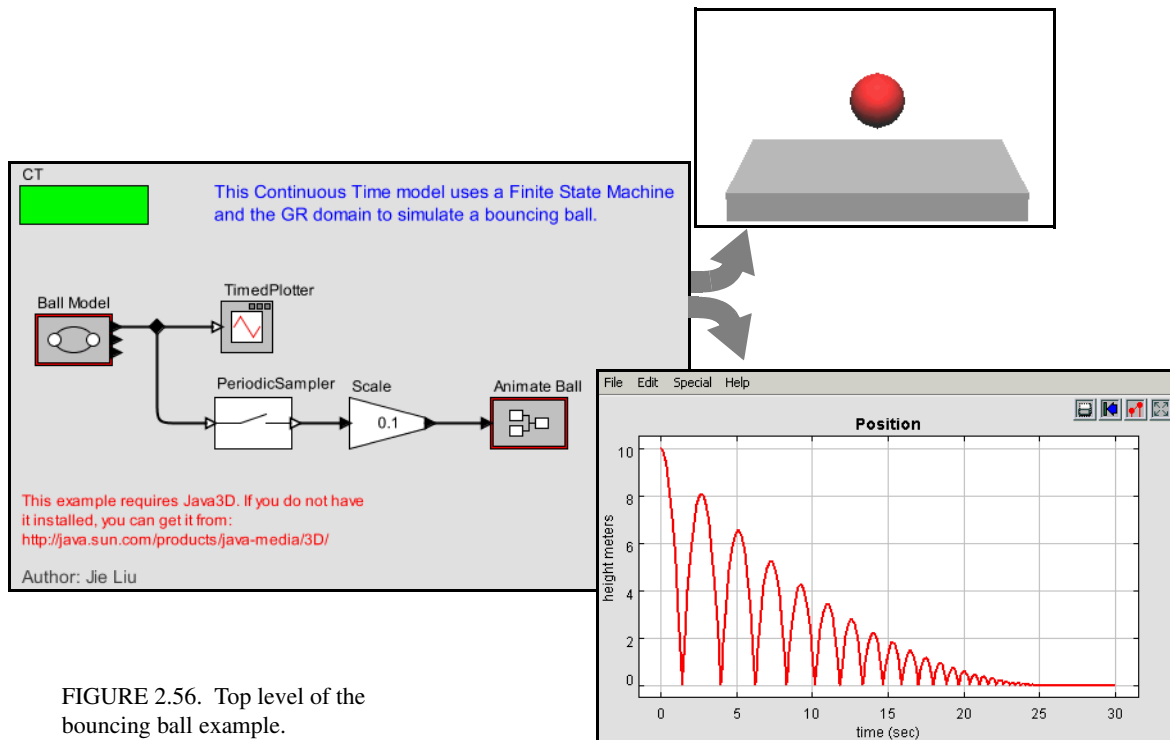 CT
This Continuous Time model uses a Finite State Machine
and the GR domain to simulate a bouncing ball.
Ball Model
TimedPlotter
PeriodicSampler
Scale
0.1
Animate Ball
This example requires Java3D. If you do not have
it installed, you can get it from:
http://java.sun.com/products/java-media/3D/
Author: Jie Liu
File Edit Special Help
Position
height meters
10
8
6
4
2
0
0 5 10 15 20 25 30
time (sec)
FIGURE 2.56. Top level of the
bouncing ball example.